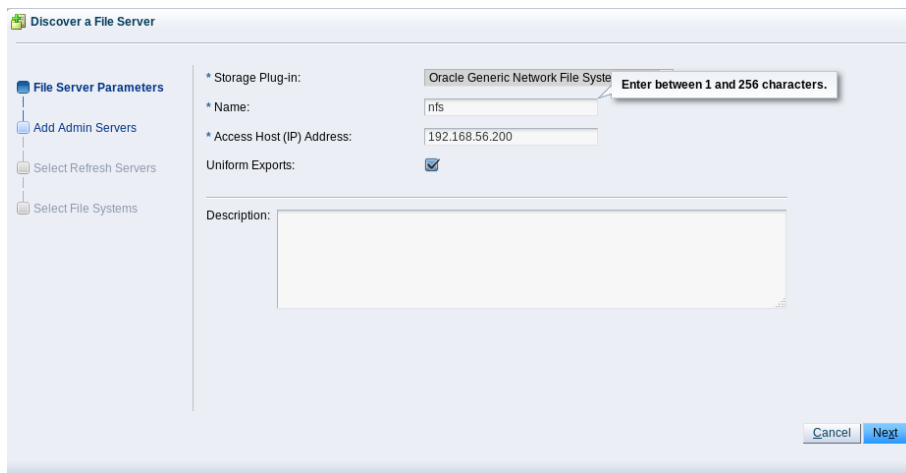 Discover a File Server
File Server Parameters
Add Admin Servers
Select Refresh Servers
Select File Systems
* Storage Plug-in: Oracle Generic Network File Syste
Enter between 1 and 256 characters.
* Name: nfs
* Access Host (IP) Address: 192.168.56.200
Uniform Exports:
Description:
Cancel Next